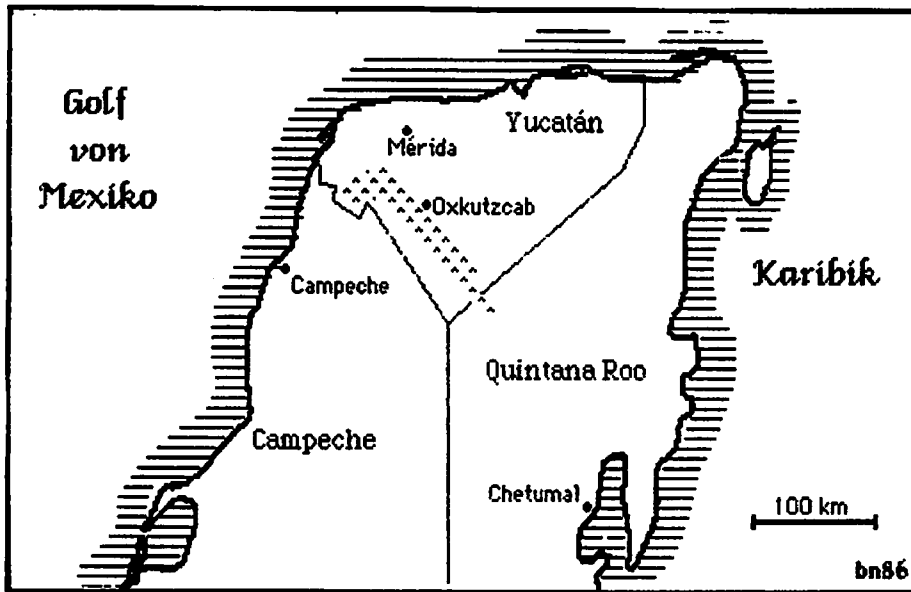 Golf
von
Mexiko
Yucatán
Mérida
Oxkutzcab
Campeche
Karibik
Quintana Roo
Campeche
Chetumal
100 km
bn86